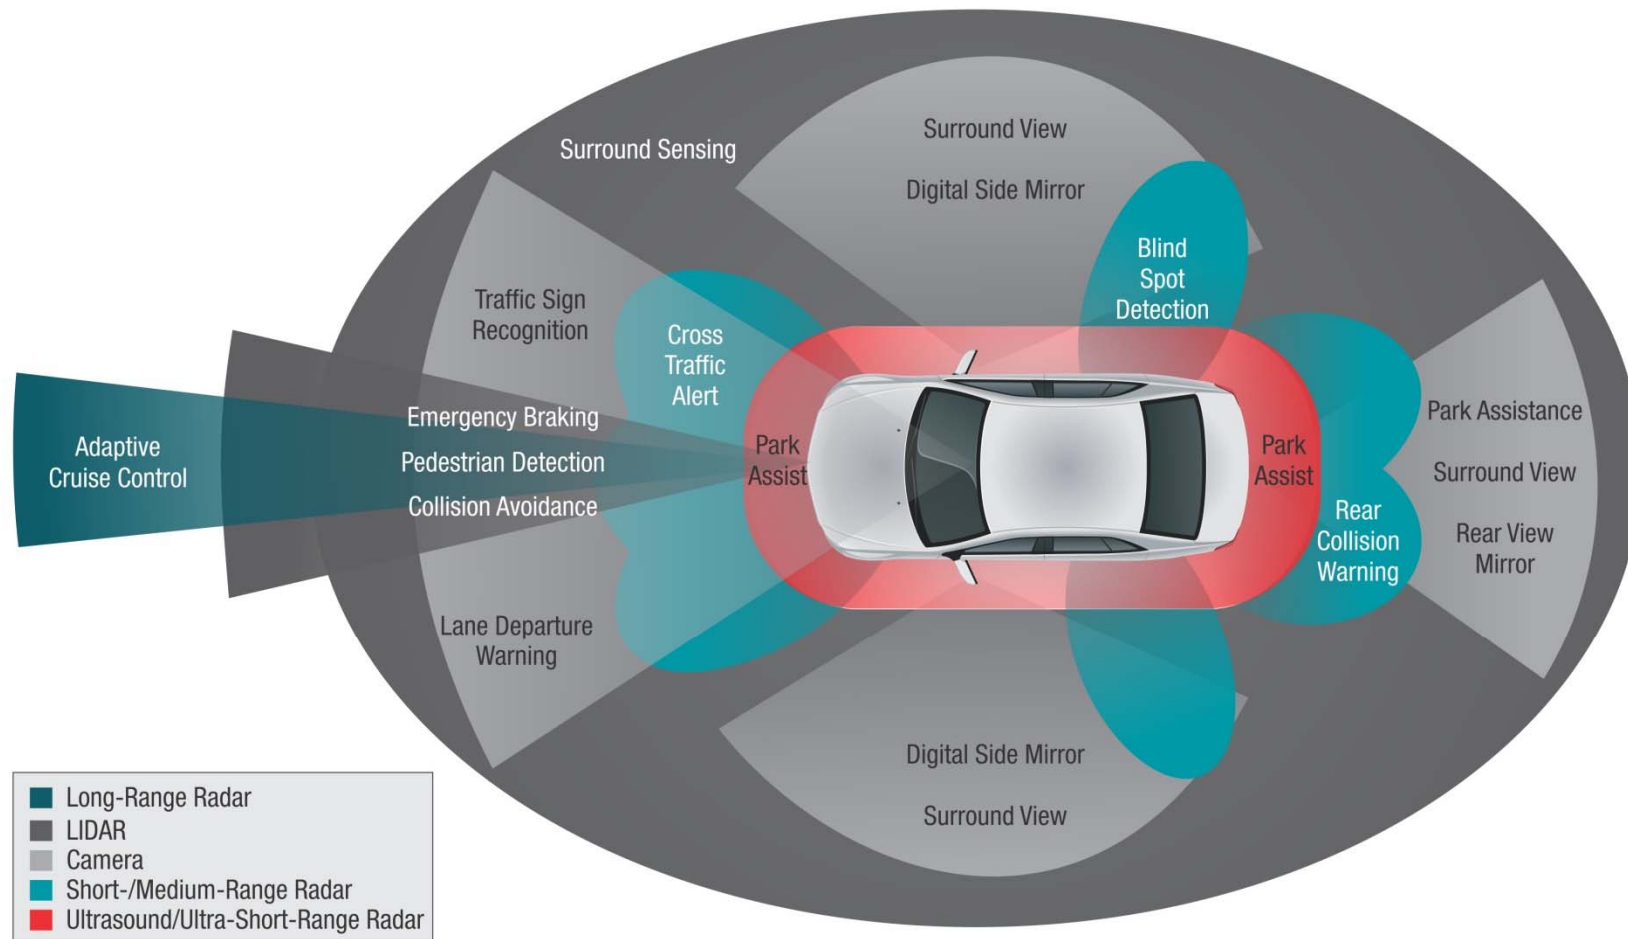 Surround View
Surround Sensing
Digital Side Mirror
Blind
Spot
Detection
Traffic Sign
Recognition
Cross
Traffic
Alert
Emergency Braking
Adaptive
Cruise Control
Pedestrian Detection
Collision Avoidance
Park
Assist
Park
Assist
Park Assistance
Surround View
Rear View
Mirror
Rear
Collision
Warning
Lane Departure
Warning
Digital Side Mirror
Surround View
Long-Range Radar
LIDAR
Camera
Short-/Medium-Range Radar
Ultrasound/Ultra-Short-Range Radar